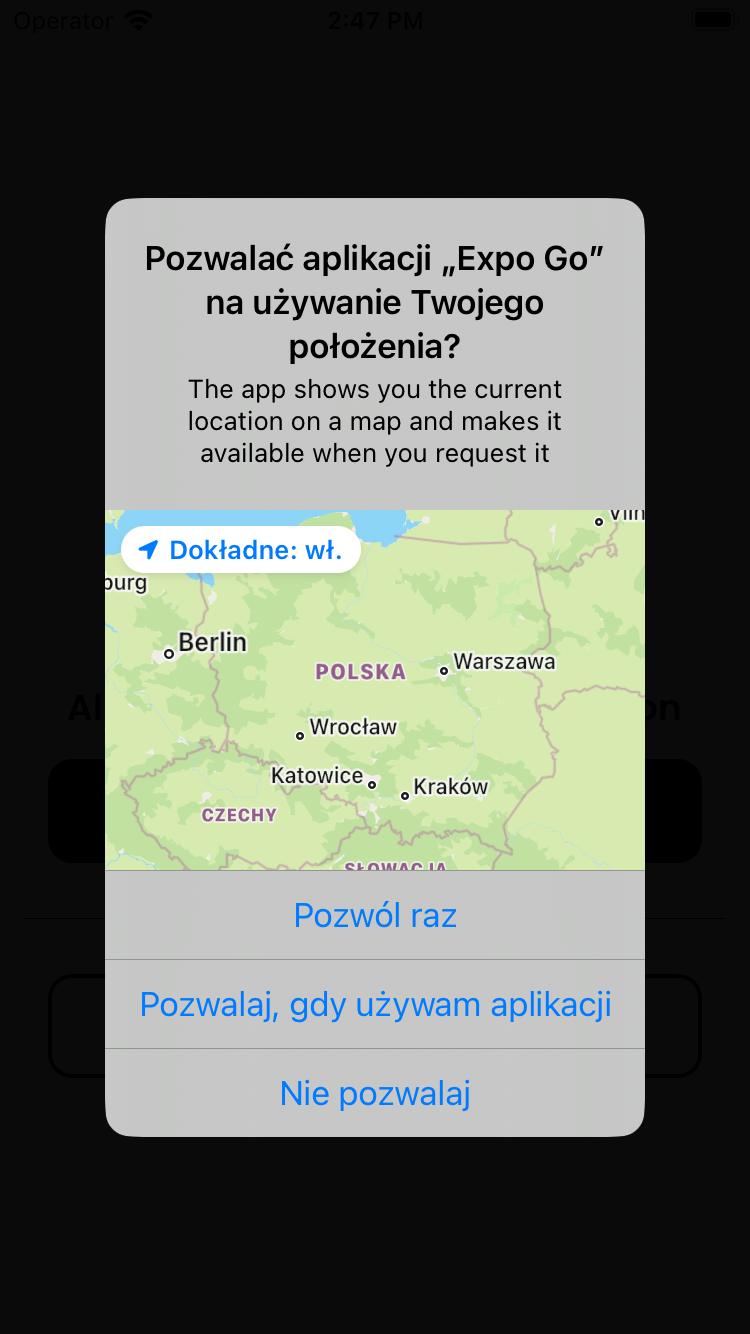 Operator 2:47 PM
Pozwalać aplikacji „Expo Go”
na używanie Twojego
położenia?
The app shows you the current
location on a map and makes it
available when you request it
Dokładne: wł.
Berlin
POLSKA
Warszawa
Wrocław
Katowice
Kraków
CZECHY
SŁOWACJA
Pozwól raz
Pozwalaj, gdy używam aplikacji
Nie pozwalaj